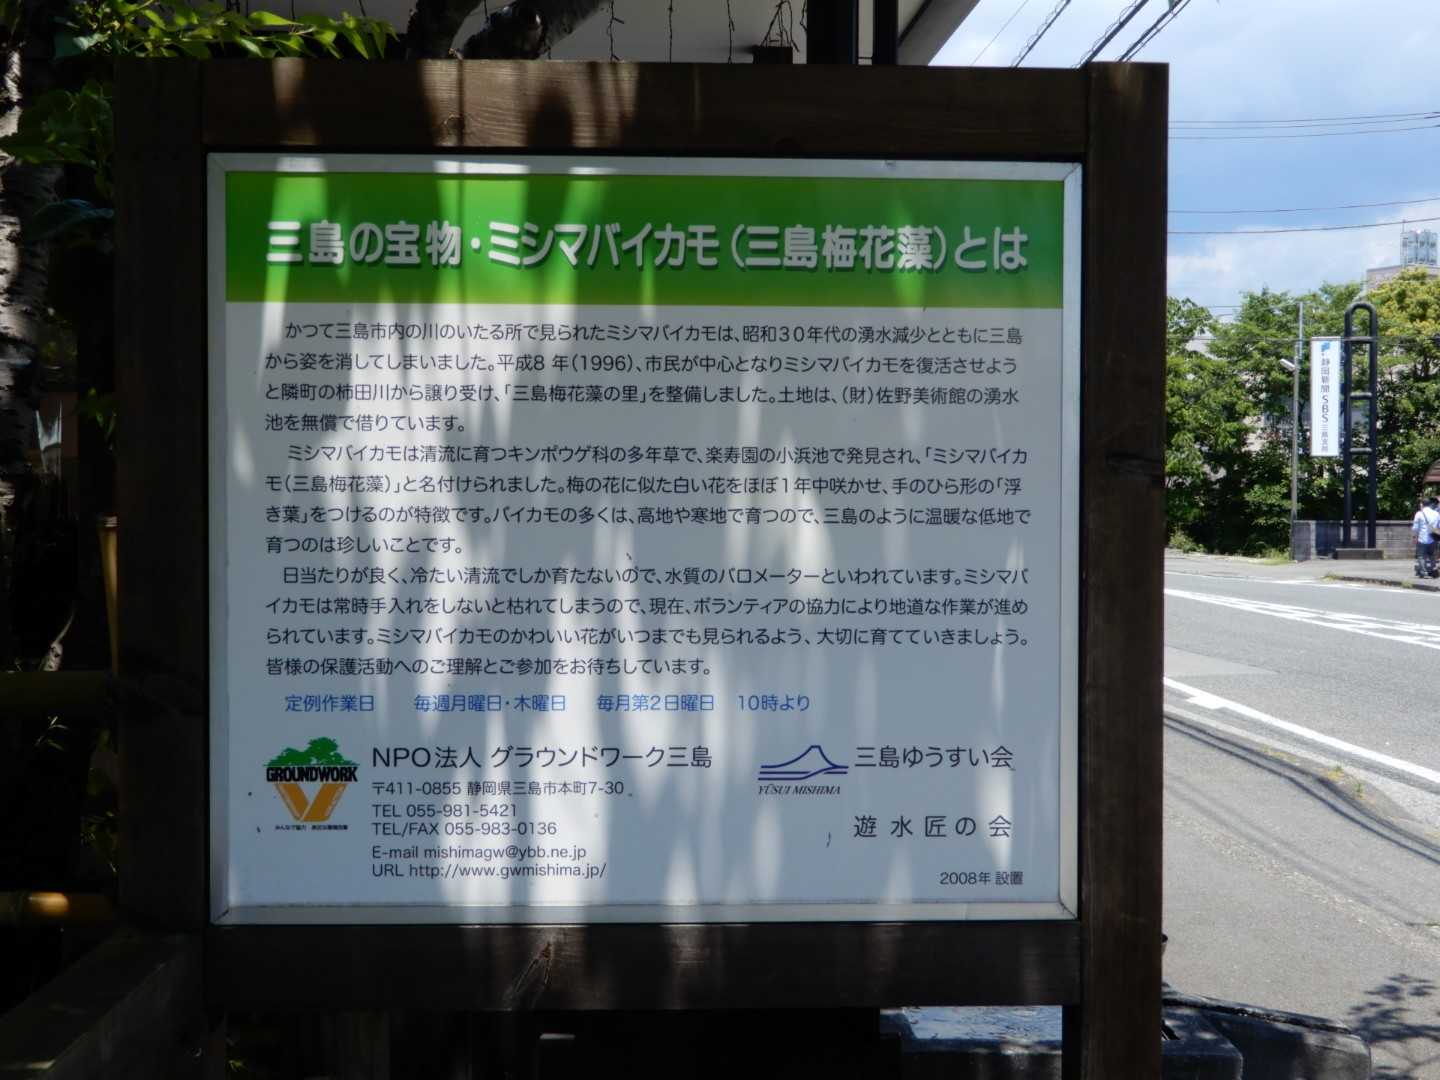 三島の宝物・ミシマバイカモ(三島梅花藻)とは
かつて三島市内の川のいたる所で見られたミシマバイカモは、昭和30年代の湧水減少とともに三島
から姿を消してしまいました。平成8 年(1996)、市民が中心となりミシマバイカモを復活させよう
と隣町の柿田川から譲り受け、「三島梅花藻の里」を整備しました。土地は、(財)佐野美術館の湧水
池を無償で借りています。
ミシマバイカモは清流に育つキンポウゲ科の多年草で、楽寿園の小浜池で発見され、「ミシマバイカ
モ(三島梅花藻)」と名付けられました。梅の花に似た白い花をほぼ1年中咲かせ、手のひら形の「浮
き葉」をつけるのが特徴です。バイカモの多くは、高地や寒地で育つので、三島のように温暖な低地で
育つのは珍しいことです。
日当たりが良く、冷たい清流でしか育たないので、水質のバロメーターといわれています。ミシマバ
イカモは常時手入れをしないと枯れてしまうので、現在、ボランティアの協力により地道な作業が進め
られています。ミシマバイカモのかわいい花がいつまでも見られるよう、大切に育てていきましょう。
皆様の保護活動へのご理解とご参加をお待ちしています。
定例作業日 毎週月曜日・木曜日 毎月第2日曜日 10時より
GROUNDWORK
NPO法人 グラウンドワーク三島
〒411-0855 静岡県三島市本町7-30
TEL 055-981-5421
TEL/FAX 055-983-0136
E-mail mishimagw@ybb.ne.jp
URL http://www.gwmishima.jp/
YŪSUI MISHIMA
三島ゆうすい会
遊水匠の会
2008年 設置
静岡新聞 SBS 三島支局